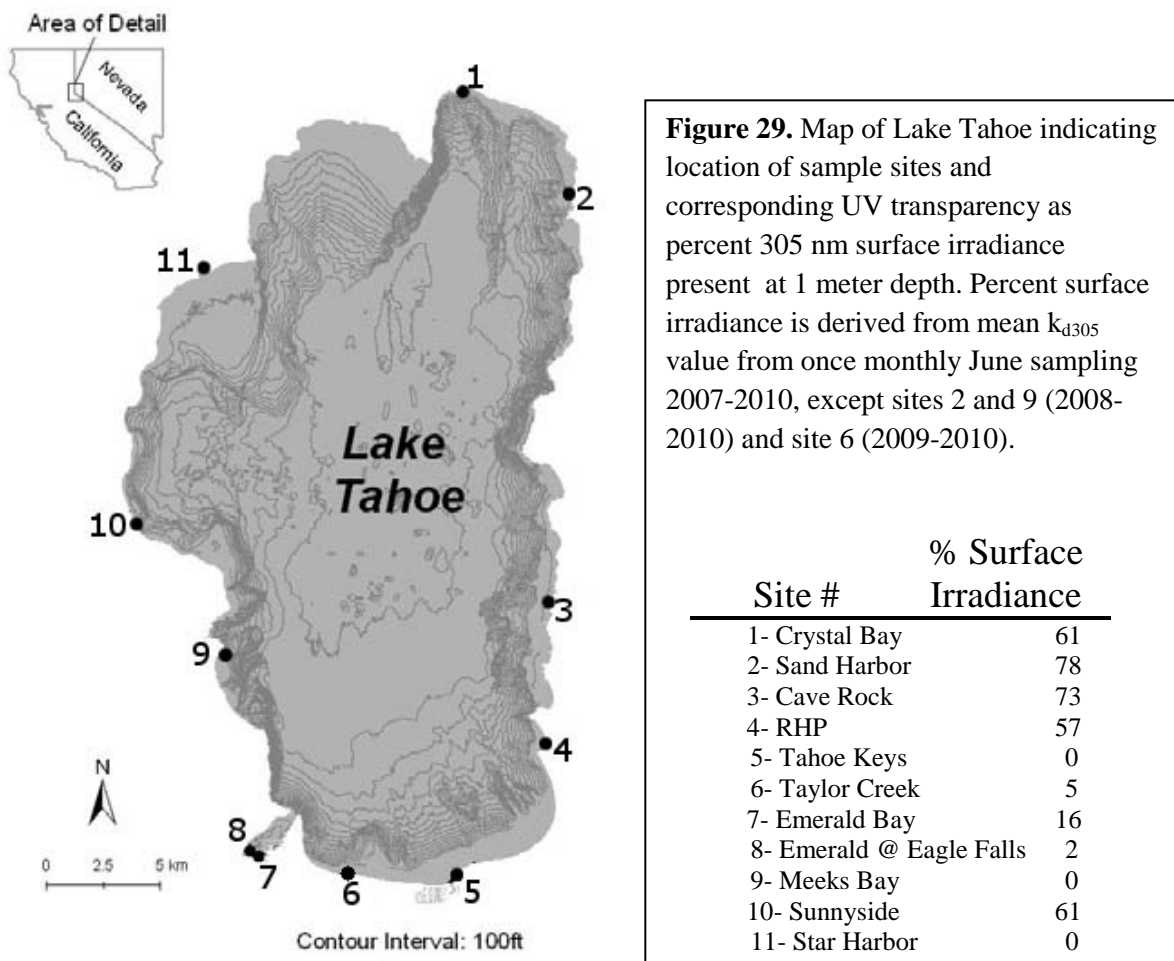 Area of Detail
Nevada
California
1
2
11
Lake
Tahoe
10
3
9
4
N
8
7
6
5
0 2.5 5 km
Contour Interval: 100ft
Figure 29. Map of Lake Tahoe indicating
location of sample sites and
corresponding UV transparency as
percent 305 nm surface irradiance
present at 1 meter depth. Percent surface
irradiance is derived from mean kd305
value from once monthly June sampling
2007-2010, except sites 2 and 9 (2008-
2010) and site 6 (2009-2010).
% Surface
Site # Irradiance
1- Crystal Bay 61
2- Sand Harbor 78
3- Cave Rock 73
4- RHP 57
5- Tahoe Keys 0
6- Taylor Creek 5
7- Emerald Bay 16
8- Emerald @ Eagle Falls 2
9- Meeks Bay 0
10- Sunnyside 61
11- Star Harbor 0